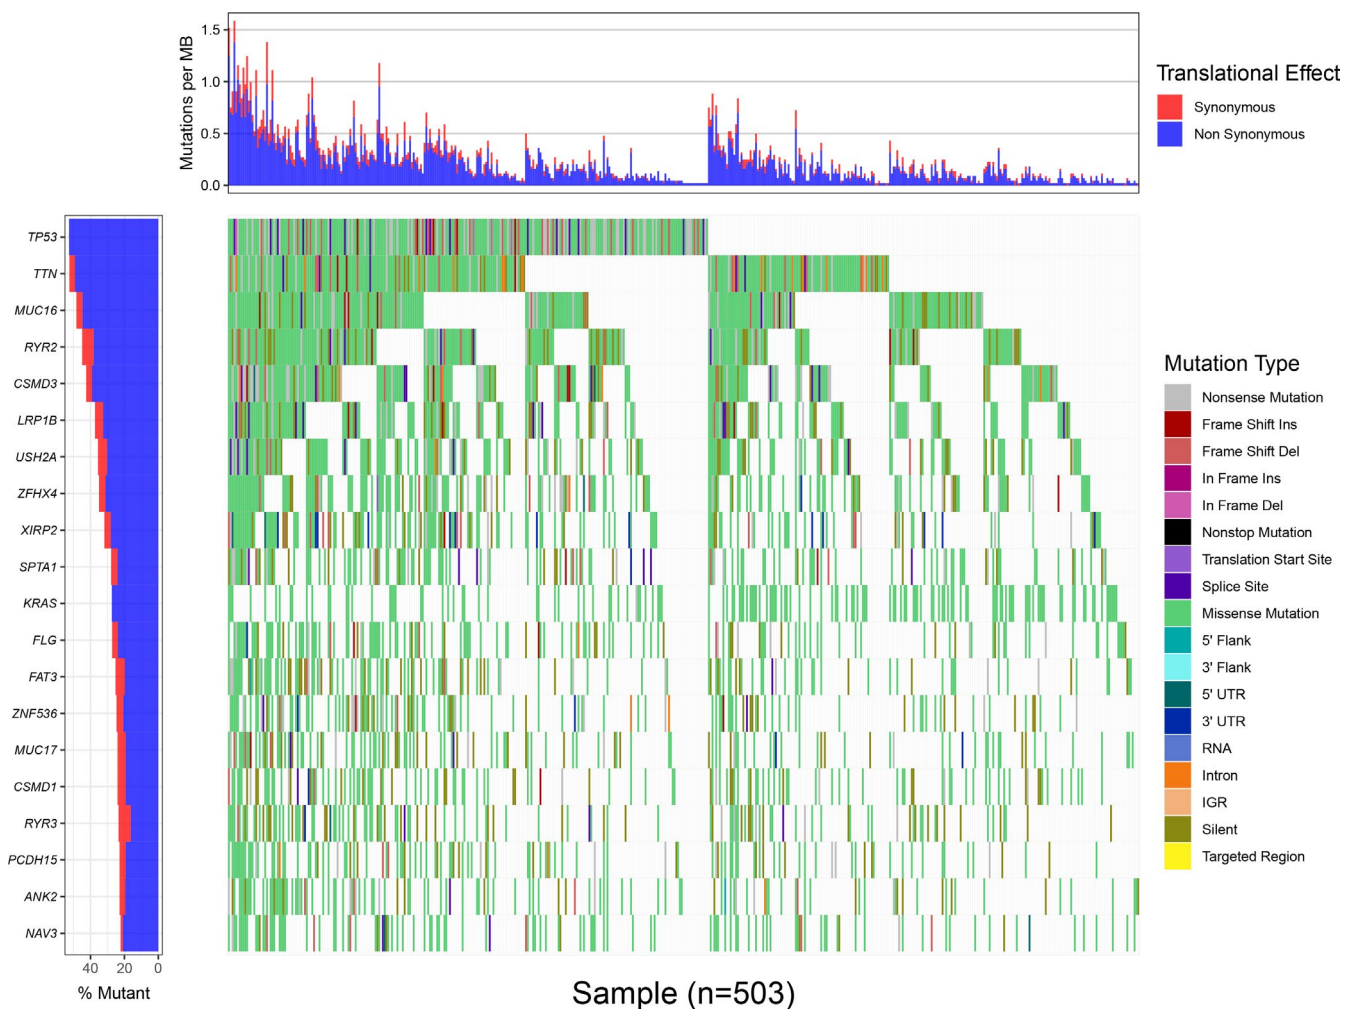 Mutations per MB
1.5
1.0
0.5
0.0
Translational Effect
Synonymous
Non Synonymous
TP53
TTN
MUC16
RYR2
CSMD3
LRP1B
USH2A
ZFHX4
XIRP2
SPTA1
KRAS
FLG
FAT3
ZNF536
MUC17
CSMD1
RYR3
PCDH15
ANK2
NAV3
40 20 0
% Mutant
Sample (n=503)
Mutation Type
Nonsense Mutation
Frame Shift Ins
Frame Shift Del
In Frame Ins
In Frame Del
Nonstop Mutation
Translation Start Site
Splice Site
Missense Mutation
5' Flank
3' Flank
5' UTR
3' UTR
RNA
Intron
IGR
Silent
Targeted Region